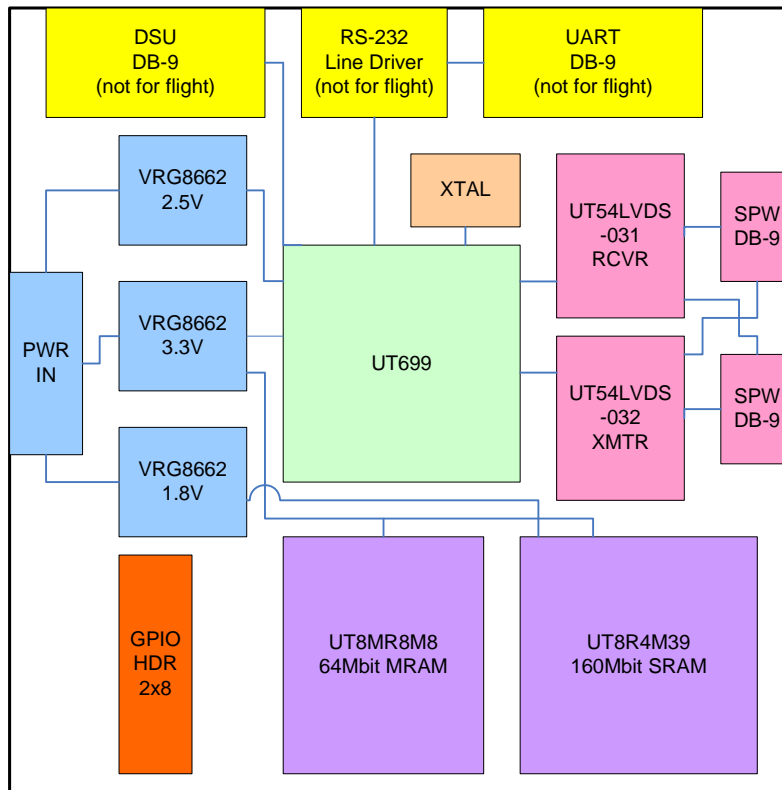 DSU
DB-9
(not for flight)
RS-232
Line Driver
(not for flight)
UART
DB-9
(not for flight)
VRG8662
2.5V
XTAL
UT54LVDS
-031
RCVR
SPW
DB-9
PWR
IN
VRG8662
3.3V
UT699
UT54LVDS
-032
XMTR
SPW
DB-9
VRG8662
1.8V
GPIO
HDR
2x8
UT8MR8M8
64Mbit MRAM
UT8R4M39
160Mbit SRAM